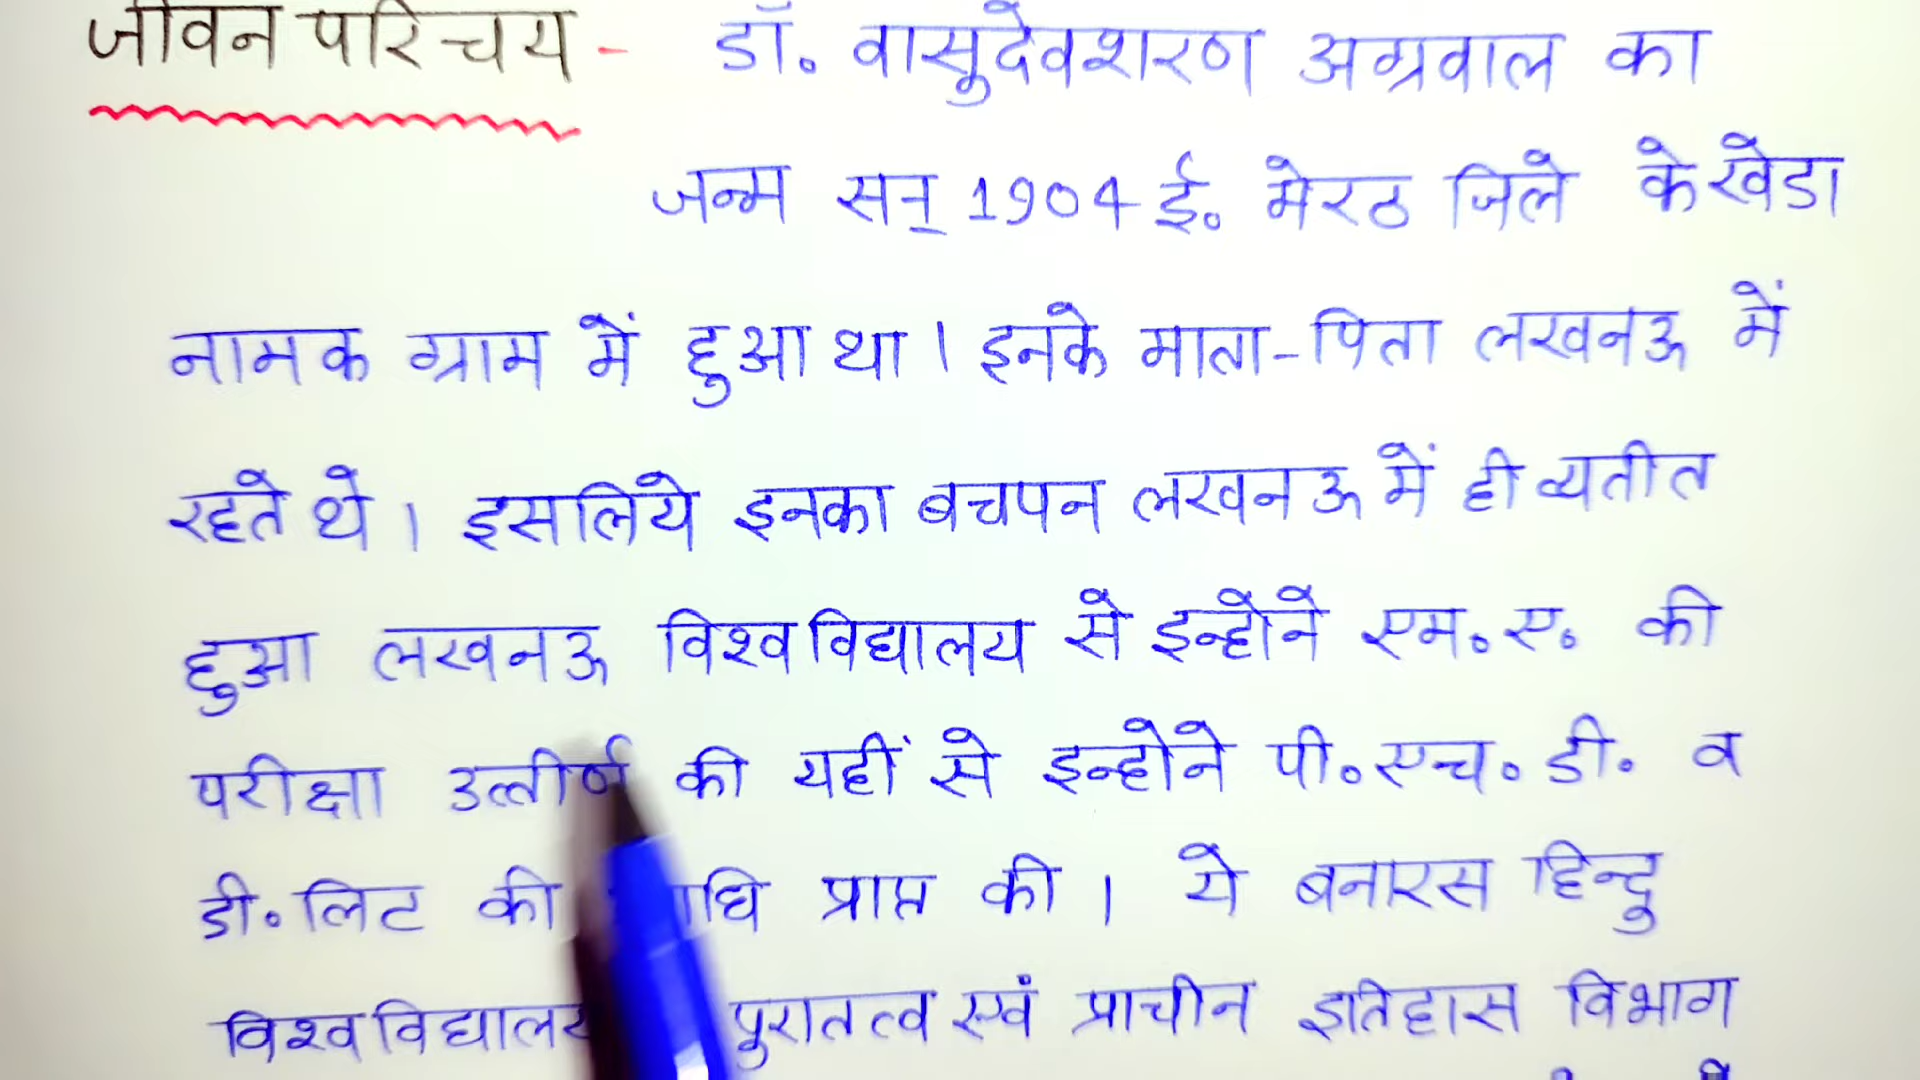 जीवन परिचय - डॉ. वासुदेवशरण अग्रवाल का
जन्म सन् 1904 ई. मेरठ जिले के खेडा
नामक ग्राम में हुआ था । इनके माता-पिता लखनऊ में
रहते थे । इसलिये इनका बचपन लखनऊ में ही व्यतीत
हुआ लखनऊ विश्वविद्यालय से इन्होने एम.ए. की
परीक्षा उत्तीर्ण की यहीं से इन्होने पी.एच.डी. व
डी.लिट की प्राप्त की । ये बनारस हिन्दु
विश्वविद्यालय पुरातत्व एवं प्राचीन इतिहास विभाग